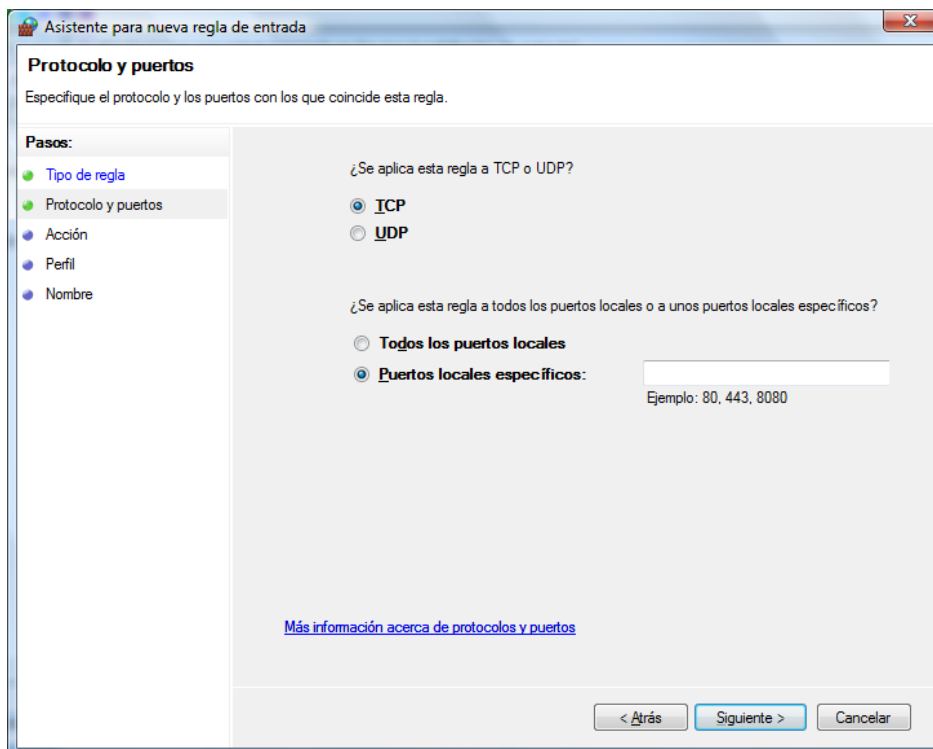 Asistente para nueva regla de entrada
Protocolo y puertos
Especifique el protocolo y los puertos con los que coincide esta regla.
Pasos:
Tipo de regla
Protocolo y puertos
Acción
Perfil
Nombre
¿Se aplica esta regla a TCP o UDP?
TCP
UDP
¿Se aplica esta regla a todos los puertos locales o a unos puertos locales específicos?
Todos los puertos locales
Puertos locales específicos:
Ejemplo: 80, 443, 8080
Más información acerca de protocolos y puertos
< Atrás
Siguiente >
Cancelar